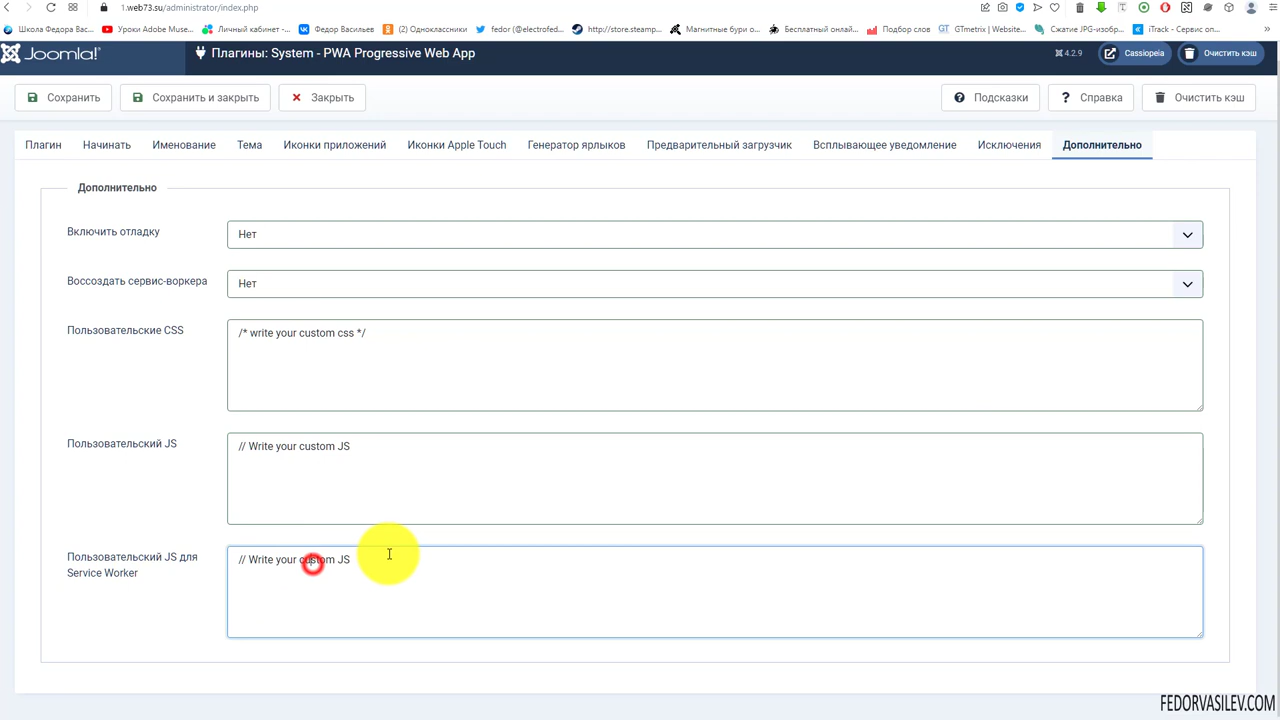 1.web73.su/administrator/index.php
Школа Федора Вас...
Уроки Adobe Muse...
Личный кабинет -...
Федор Васильев
(2) Одноклассники
fedor (@electrofed...
http://store.steamp...
Магнитные бури о...
Бесплатный онлай...
Подбор слов
GTmetrix | Website...
Сжатие JPG-изобр...
iTrack - Сервис оп...
Joomla!
Плагины: System - PWA Progressive Web App
4.2.9
Cassiopeia
Очистить кэш
Сохранить
Сохранить и закрыть
Закрыть
Подсказки
Справка
Очистить кэш
Плагин
Начинать
Именование
Тема
Иконки приложений
Иконки Apple Touch
Генератор ярлыков
Предварительный загрузчик
Всплывающее уведомление
Исключения
Дополнительно
Дополнительно
Включить отладку
Нет
Воссоздать сервис-воркера
Нет
Пользовательские CSS
/* write your custom css */
Пользовательский JS
// Write your custom JS
Пользовательский JS для
Service Worker
// Write your custom JS
FEDORVASILEV.COM